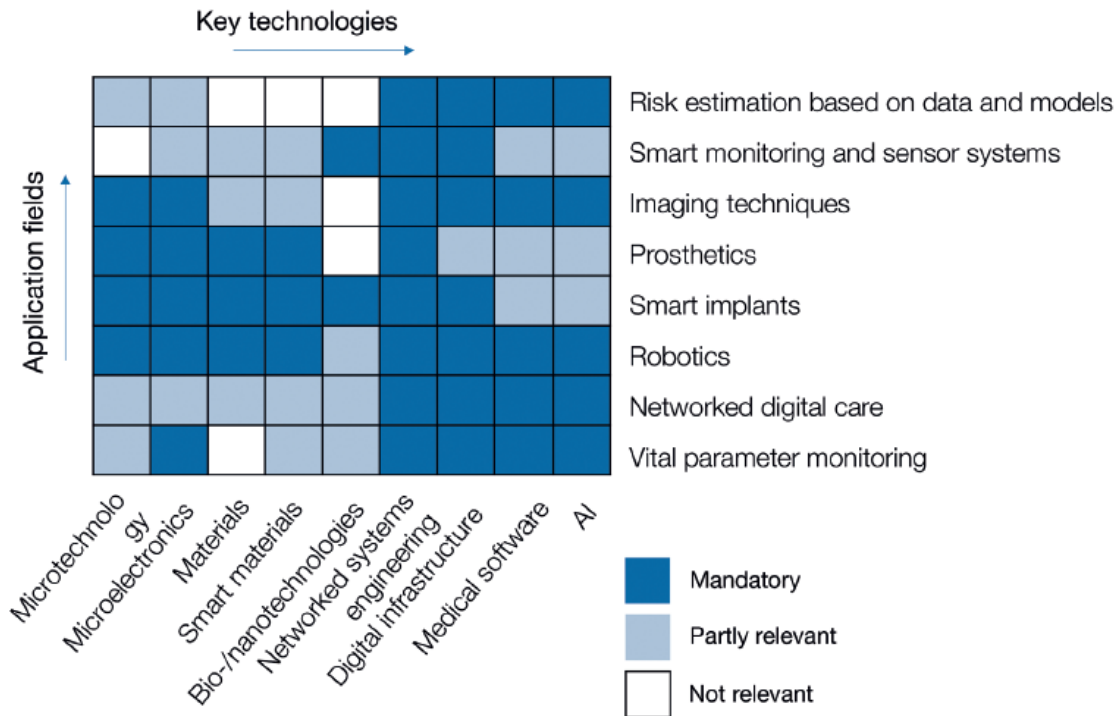 Key technologies
Application fields
Risk estimation based on data and models
Smart monitoring and sensor systems
Imaging techniques
Prosthetics
Smart implants
Robotics
Networked digital care
Vital parameter monitoring
Microtechnolo
gy
Microelectronics
Materials
Smart materials
Bio-/nanotechnologies
Networked systems
engineering
Digital infrastructure
Medical software
AI
Mandatory
Partly relevant
Not relevant